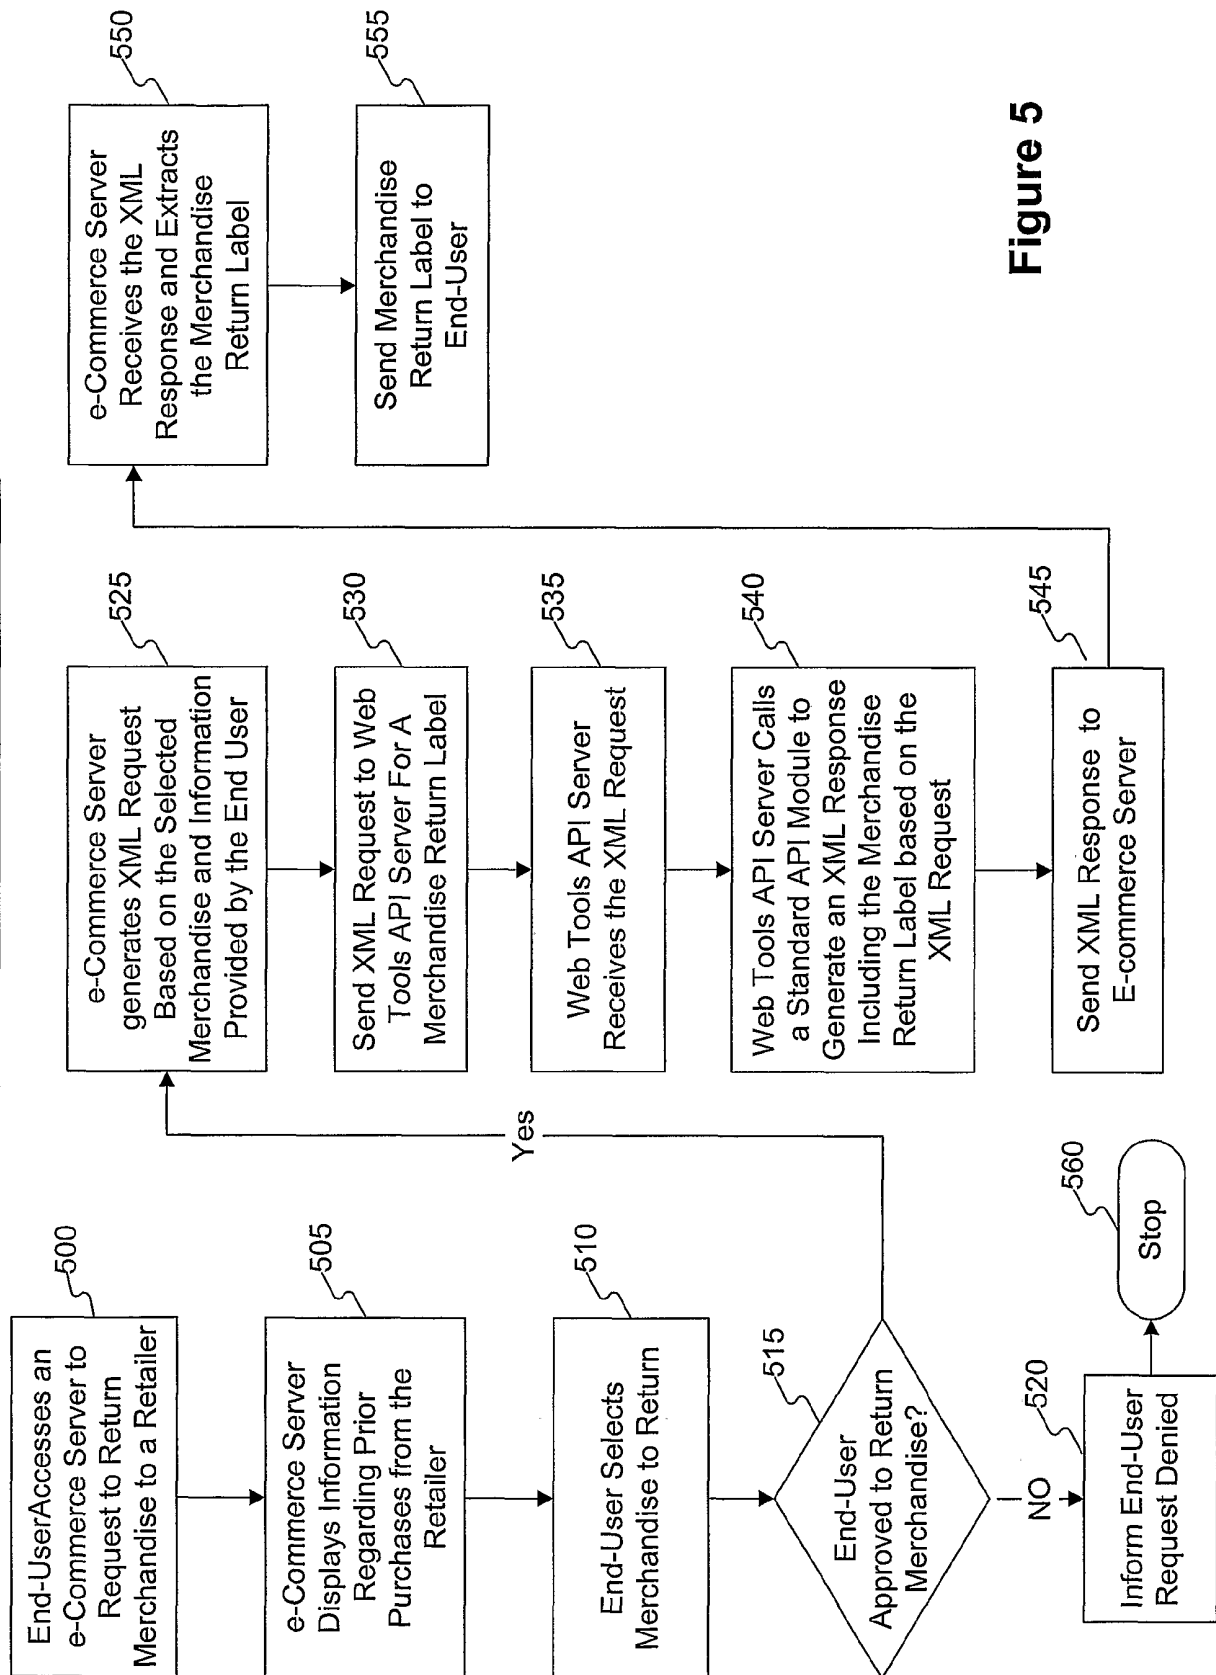 End-UserAccesses an
e-Commerce Server to
Request to Return
Merchandise to a Retailer
500
e-Commerce Server
Displays Information
Regarding Prior
Purchases from the
Retailer
505
End-User Selects
Merchandise to Return
510
End-User
Approved to Return
Merchandise?
515
NO
Inform End-User
Request Denied
520
Stop
560
Yes
e-Commerce Server
generates XML Request
Based on the Selected
Merchandise and Information
Provided by the End User
525
Send XML Request to Web
Tools API Server For A
Merchandise Return Label
530
Web Tools API Server
Receives the XML Request
535
Web Tools API Server Calls
a Standard API Module to
Generate an XML Response
Including the Merchandise
Return Label based on the
XML Request
540
Send XML Response to
E-commerce Server
545
e-Commerce Server
Receives the XML
Response and Extracts
the Merchandise
Return Label
550
Send Merchandise
Return Label to
End-User
555
Figure 5